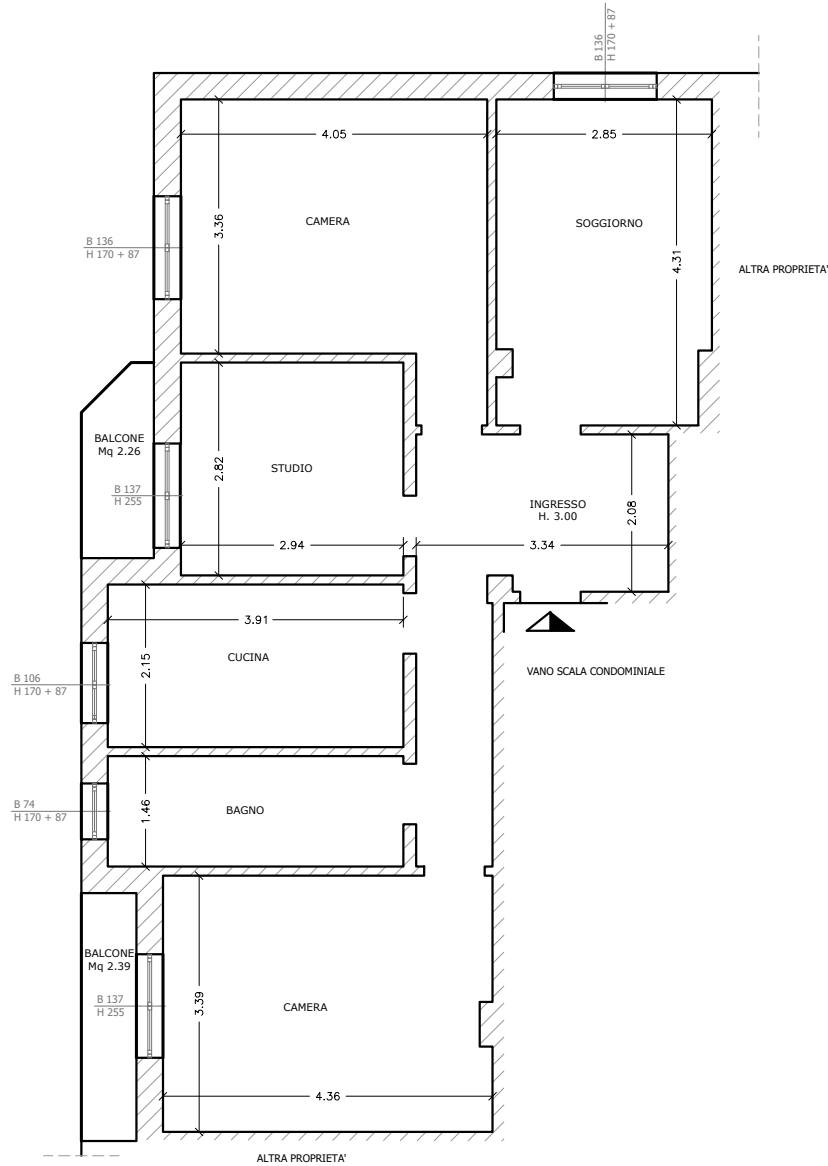 B 136
H 170 + 87
4.05
2.85
3.36
CAMERA
SOGGIORNO
4.31
B 136
H 170 + 87
ALTRA PROPRIETA'
BALCONE
Mq 2.26
2.82
STUDIO
B 137
H 255
INGRESSO
H. 3.00
2.08
2.94
3.34
3.91
2.15
CUCINA
VANO SCALA CONDOMINIALE
B 106
H 170 + 87
B 74
H 170 + 87
1.46
BAGNO
BALCONE
Mq 2.39
B 137
H 255
3.39
CAMERA
4.36
ALTRA PROPRIETA'